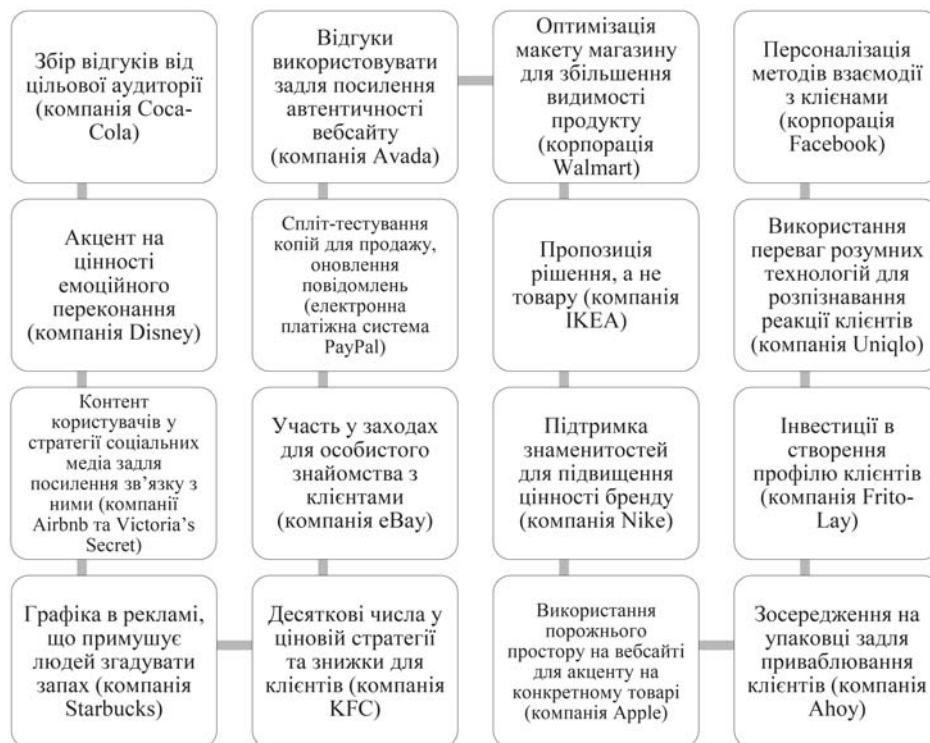 Збір відгуків від
цільової аудиторії
(компанія Coca-
Cola)
Акцент на
цінності
емоційного
переконання
(компанія Disney)
Контент
користувачів у
стратегії соціальних
медіа задля
посилення зв’язку з
ними (компанії
Airbnb та Victoria’s
Secret)
Графіка в рекламі,
що примушує
людей згадувати
запах (компанія
Starbucks)
Десяткові числа у
ціновій стратегії
та знижки для
клієнтів (компанія
KFC)
Участь у заходах
для особистого
знайомства з
клієнтами
(компанія eBay)
Спліт-тестування
копій для продажу,
оновлення
повідомлень
(електронна
платіжна система
PayPal)
Відгуки
використовувати
задля посилення
автентичності
вебсайту
(компанія Avada)
Оптимізація
макету магазину
для збільшення
видимості
продукту
(корпорація
Walmart)
Пропозиція
рішення, а не
товару (компанія
IKEA)
Підтримка
знаменитостей
для підвищення
цінності бренду
(компанія Nike)
Використання
порожнього
простору на вебсайті
для акценту на
конкретному товарі
(компанія Apple)
Зосередження на
упаковці задля
приваблювання
клієнтів (компанія
Ahoy)
Інвестиції в
створення
профілю клієнтів
(компанія Frito-
Lay)
Використання
переваг розумних
технологій для
розпізнавання
реакції клієнтів
(компанія Uniqlo)
Персоналізація
методів взаємодії
з клієнами
(корпорація
Facebook)